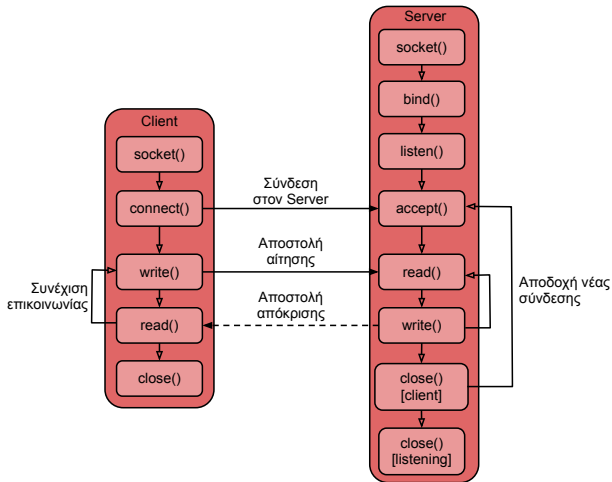 Server
socket()
bind()
listen()
accept()
read()
write()
close()
[client]
close()
[listening]
Client
socket()
connect()
write()
read()
close()
Σύνδεση
στον Server
Αποστολή
αίτησης
Αποστολή
απόκρισης
Συνέχιση
επικοινωνίας
Αποδοχή νέας
σύνδεσης